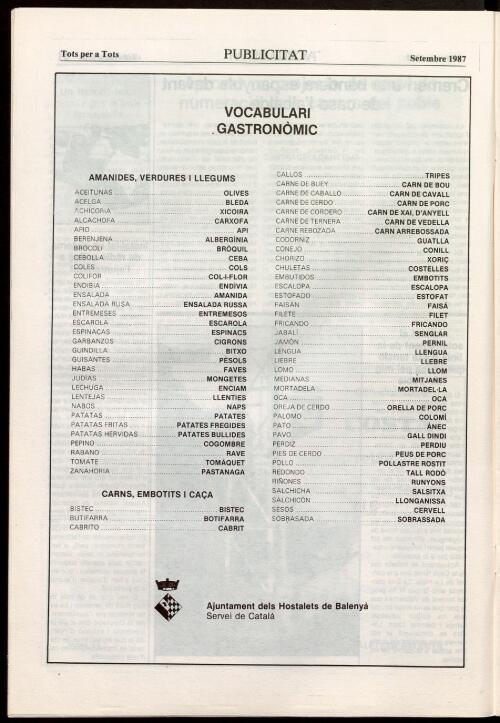 Tots per a Tots
PUBLICITAT
Setembre 1987
VOCABULARI
GASTRONÒMIC
AMANIDES, VERDURES I LLEGUMS
ACEITUNAS OLIVES
ACELGA BLEDA
ACHICORIA XICOIRA
ALCACHOFA CARXOFA
APIO API
BERENJENA ALBERGÍNIA
BRÓCOLI BRÒQUIL
CEBOLLA CEBA
COLES COLS
COLIFOR COL-I-FLOR
ENDIBIA ENDÍVIA
ENSALADA AMANIDA
ENSALADA RUSA ENSALADA RUSSA
ENTREMESES ENTREMESOS
ESCAROLA ESCAROLA
ESPINACAS ESPINACS
GARBANZOS CIGRONS
GUINDILLA BITXO
GUISANTES PÈSOLS
HABAS FAVES
JUDÍAS MONGETES
LECHUGA ENCIAM
LENTEJAS LLENTIES
NABOS NAPS
PATATAS PATATES
PATATAS FRITAS PATATES FREGIDES
PATATAS HERVIDAS PATATES BULLIDES
PEPINO COGOMBRE
RABANO RAVE
TOMATE TOMÀQUET
ZANAHORIA PASTANAGA
CARNS, EMBOTITS I CAÇA
BISTEC BISTEC
BUTIFARRA BOTIFARRA
CABRITO CABRIT
CALLOS TRIPES
CARNE DE BUEY CARN DE BOU
CARNE DE CABALLO CARN DE CAVALL
CARNE DE CERDO CARN DE PORC
CARNE DE CORDERO CARN DE XAI, D'ANYELL
CARNE DE TERNERA CARN DE VEDELLA
CARNE REBOZADA CARN ARREBOSSADA
CODORNIZ GUATLLA
CONEJO CONILL
CHORIZO XORIÇ
CHULETAS COSTELLES
EMBUTIDOS EMBOTITS
ESCALOPA ESCALOPA
ESTOFADO ESTOFAT
FAISÁN FAISÀ
FILETE FILET
FRICANDO FRICANDO
JABALÍ SENGLAR
JAMÓN PERNIL
LENGUA LLENGUA
LIEBRE LLEBRE
LOMO LLOM
MEDIANAS MITJANES
MORTADELA MORTADEL·LA
OCA OCA
OREJA DE CERDO ORELLA DE PORC
PALOMO COLOMÍ
PATO ÀNEC
PAVO GALL DINDI
PERDIZ PERDIU
PIES DE CERDO PEUS DE PORC
POLLO POLLASTRE ROSTIT
REDONDO TALL RODÓ
RIÑONES RUNYONS
SALCHICHA SALSITXA
SALCHICÓN LLONGANISSA
SESOS CERVELL
SOBRASADA SOBRASSADA
Ajuntament dels Hostalets de Balenyá
Servei de Català